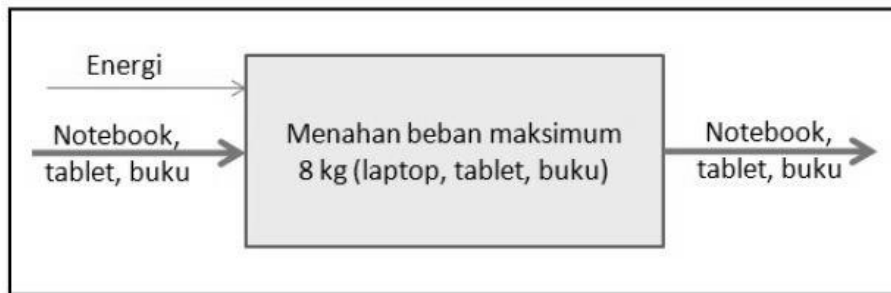 Energi
Notebook,
tablet, buku
Menahan beban maksimum
8 kg (laptop, tablet, buku)
Notebook,
tablet, buku